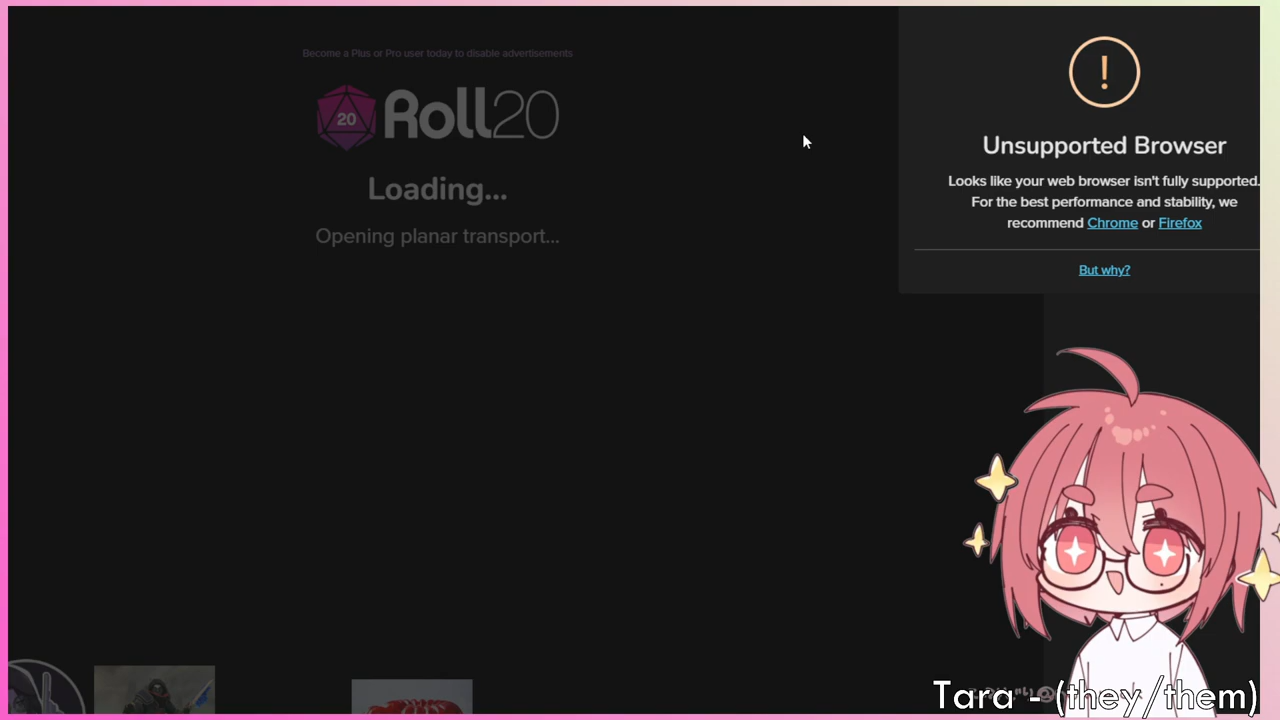 Become a Plus or Pro user today to disable advertisements
20
Roll20
Loading...
Opening planar transport...
!
Unsupported Browser
Looks like your web browser isn't fully supported.
For the best performance and stability, we
recommend Chrome or Firefox
But why?
Tara - (they/them)